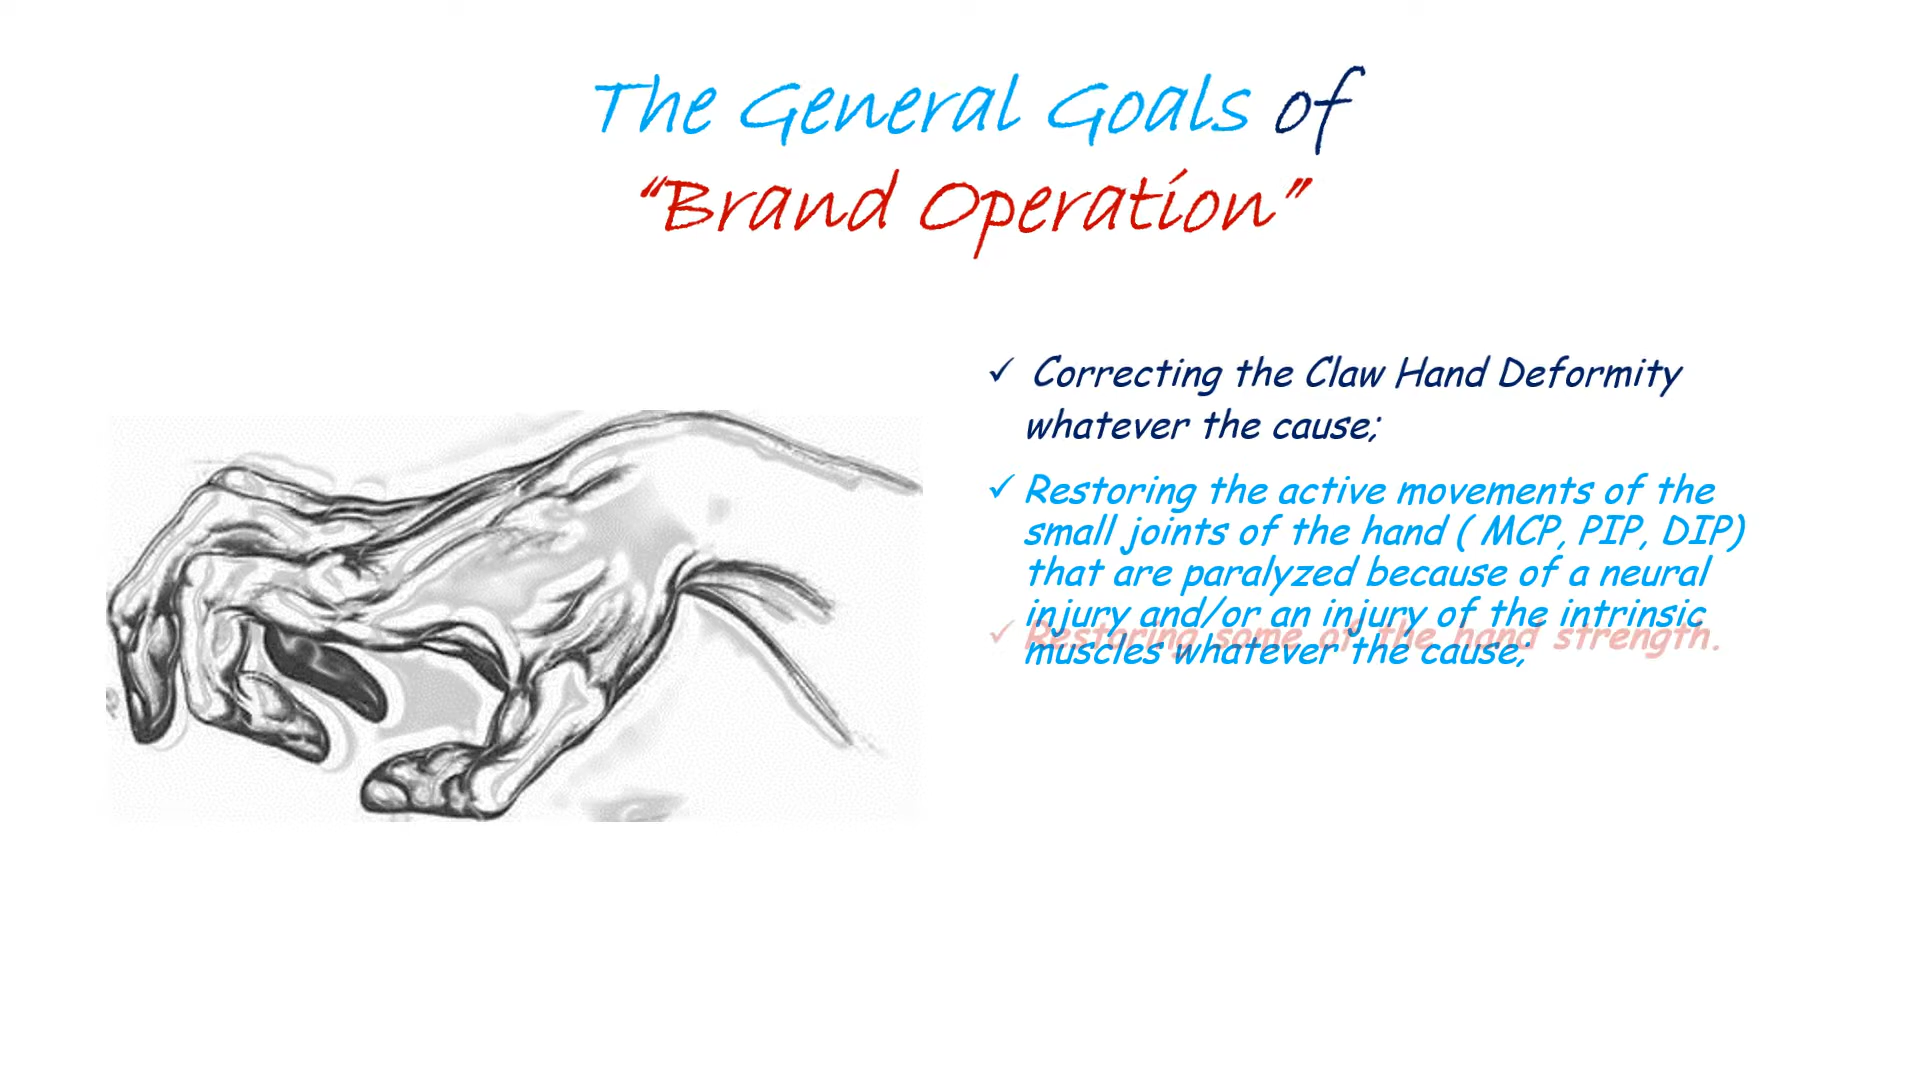 The General Goals of
“Brand Operation”
✓ Correcting the Claw Hand Deformity
whatever the cause;
✓ Restoring the active movements of the
small joints of the hand ( MCP, PIP, DIP)
that are paralyzed because of a neural
injury and/or an injury of the intrinsic
muscles whatever the cause;
✓ Restoring some of the hand strength.